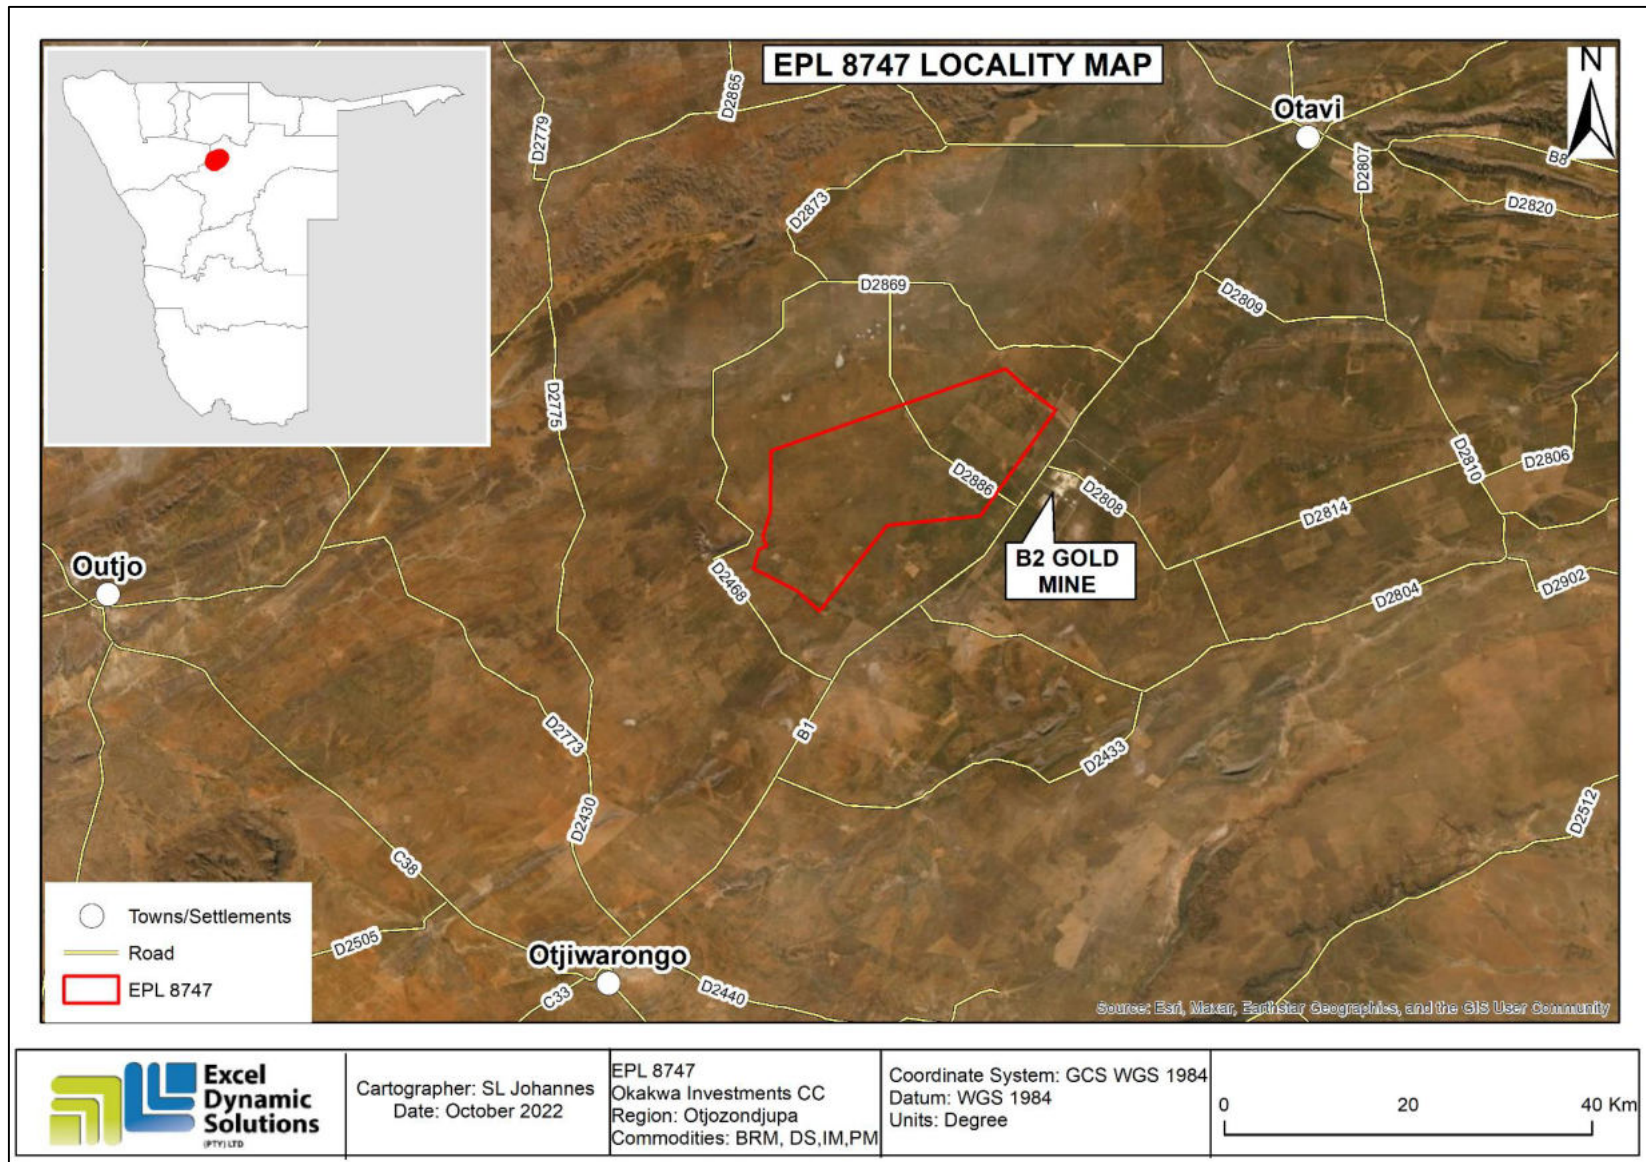 EPL 8747 LOCALITY MAP
N
Otavi
D2865
D2779
D2807
B8
D2820
D2873
D2869
D2809
D2775
D2810
D2806
D2886
D2808
D2814
B2 GOLD
MINE
Outjo
D2468
D2804
D2902
B1
D2773
D2433
D2430
D2512
C38
Towns/Settlements
Road
EPL 8747
D2505
Otjiwarongo
C33
D2440
Source: Esri, Maxar, Earthstar Geographics, and the GIS User Community
Excel
Dynamic
Solutions
(PTY) LTD
Cartographer: SL Johannes
Date: October 2022
EPL 8747
Okakwa Investments CC
Region: Otjozondjupa
Commodities: BRM, DS,IM,PM
Coordinate System: GCS WGS 1984
Datum: WGS 1984
Units: Degree
0 20 40 Km